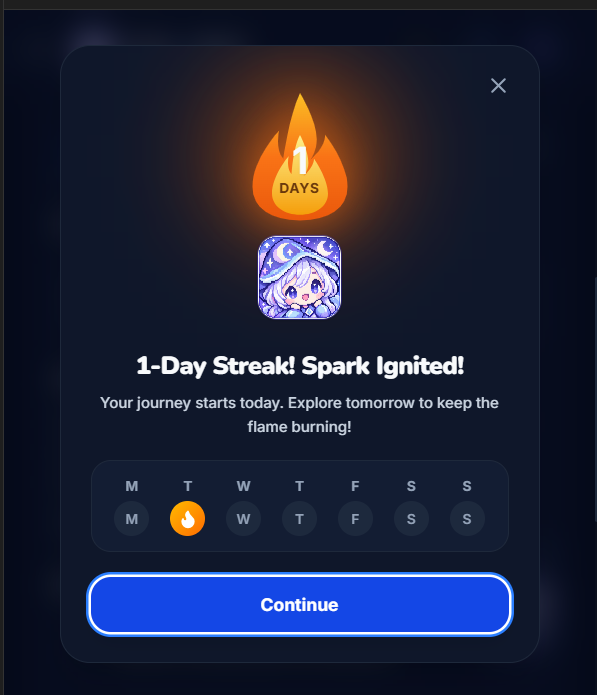 1
DAYS
1-Day Streak! Spark Ignited!
Your journey starts today. Explore tomorrow to keep the
flame burning!
M T W T F S S
M W T F S S
Continue